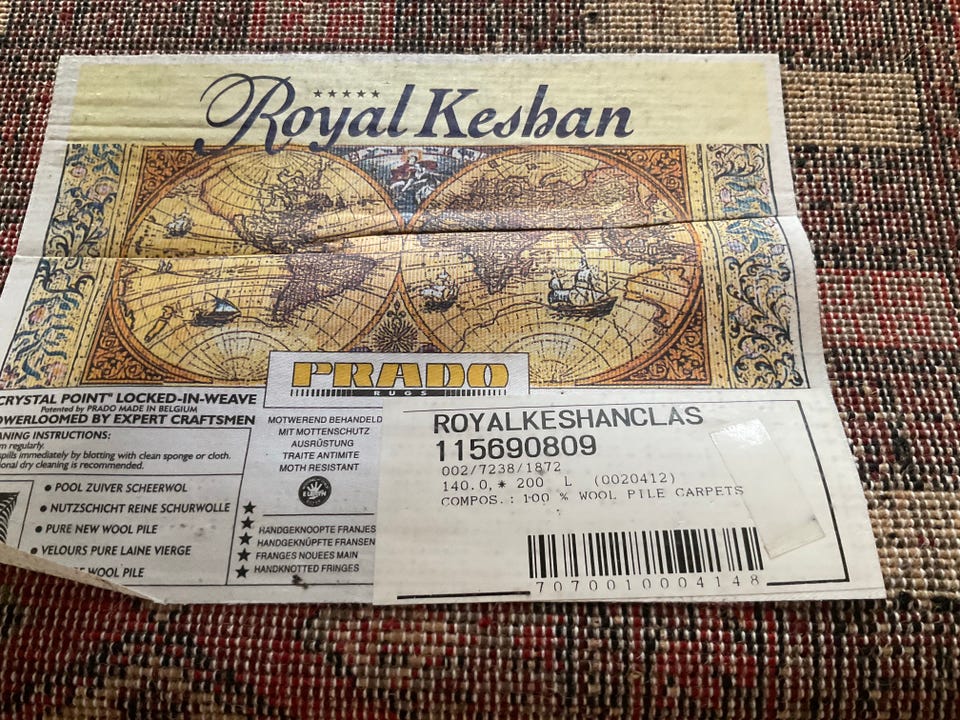 Royal Keshan
PRADO
RUGS
CRYSTAL POINT" LOCKED-IN-WEAVE
Patented by PRADO MADE IN BELGIUM
OWERLOOMED BY EXPERT CRAFTSMEN
ANING INSTRUCTIONS:
m regularly.
spills immediately by blotting with clean sponge or cloth.
ional dry cleaning is recommended.
• POOL ZUIVER SCHEERWOL
• NUTZSCHICHT REINE SCHURWOLLE
• PURE NEW WOOL PILE
• VELOURS PURE LAINE VIERGE
WOOL PILE
MOTWEREND BEHANDELD
MIT MOTTENSCHUTZ
AUSRÜSTUNG
TRAITE ANTIMITE
MOTH RESISTANT
HANDGEKNOOPTE FRANJES
HANDGEKNÜPFTE FRANSEN
FRANGES NOUEES MAIN
HANDKNOTTED FRINGES
ROYALKESHANCLAS
115690809
002/7238/1872
140.0,* 200 L (0020412)
COMPOS.: 100 % WOOL PILE CARPETS
7070010004148